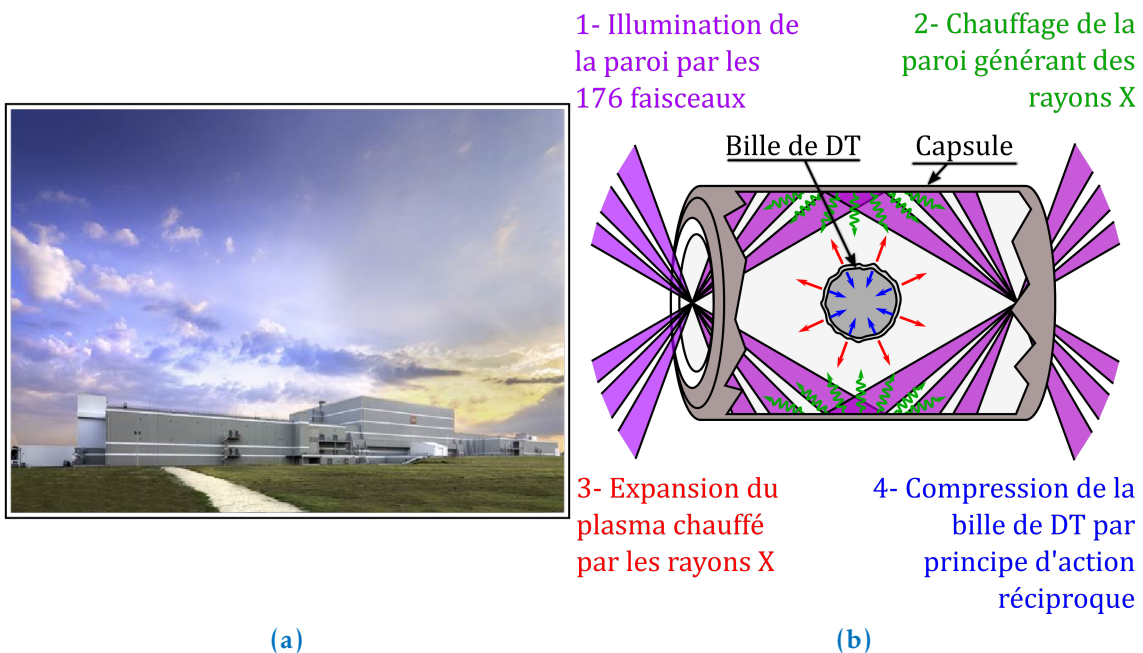 1- Illumination de
la paroi par les
176 faisceaux
2- Chauffage de la
paroi générant des
rayons X
Bille de DT
Capsule
3- Expansion du
plasma chauffé
par les rayons X
4- Compression de la
bille de DT par
principe d'action
réciproque
(a)
(b)